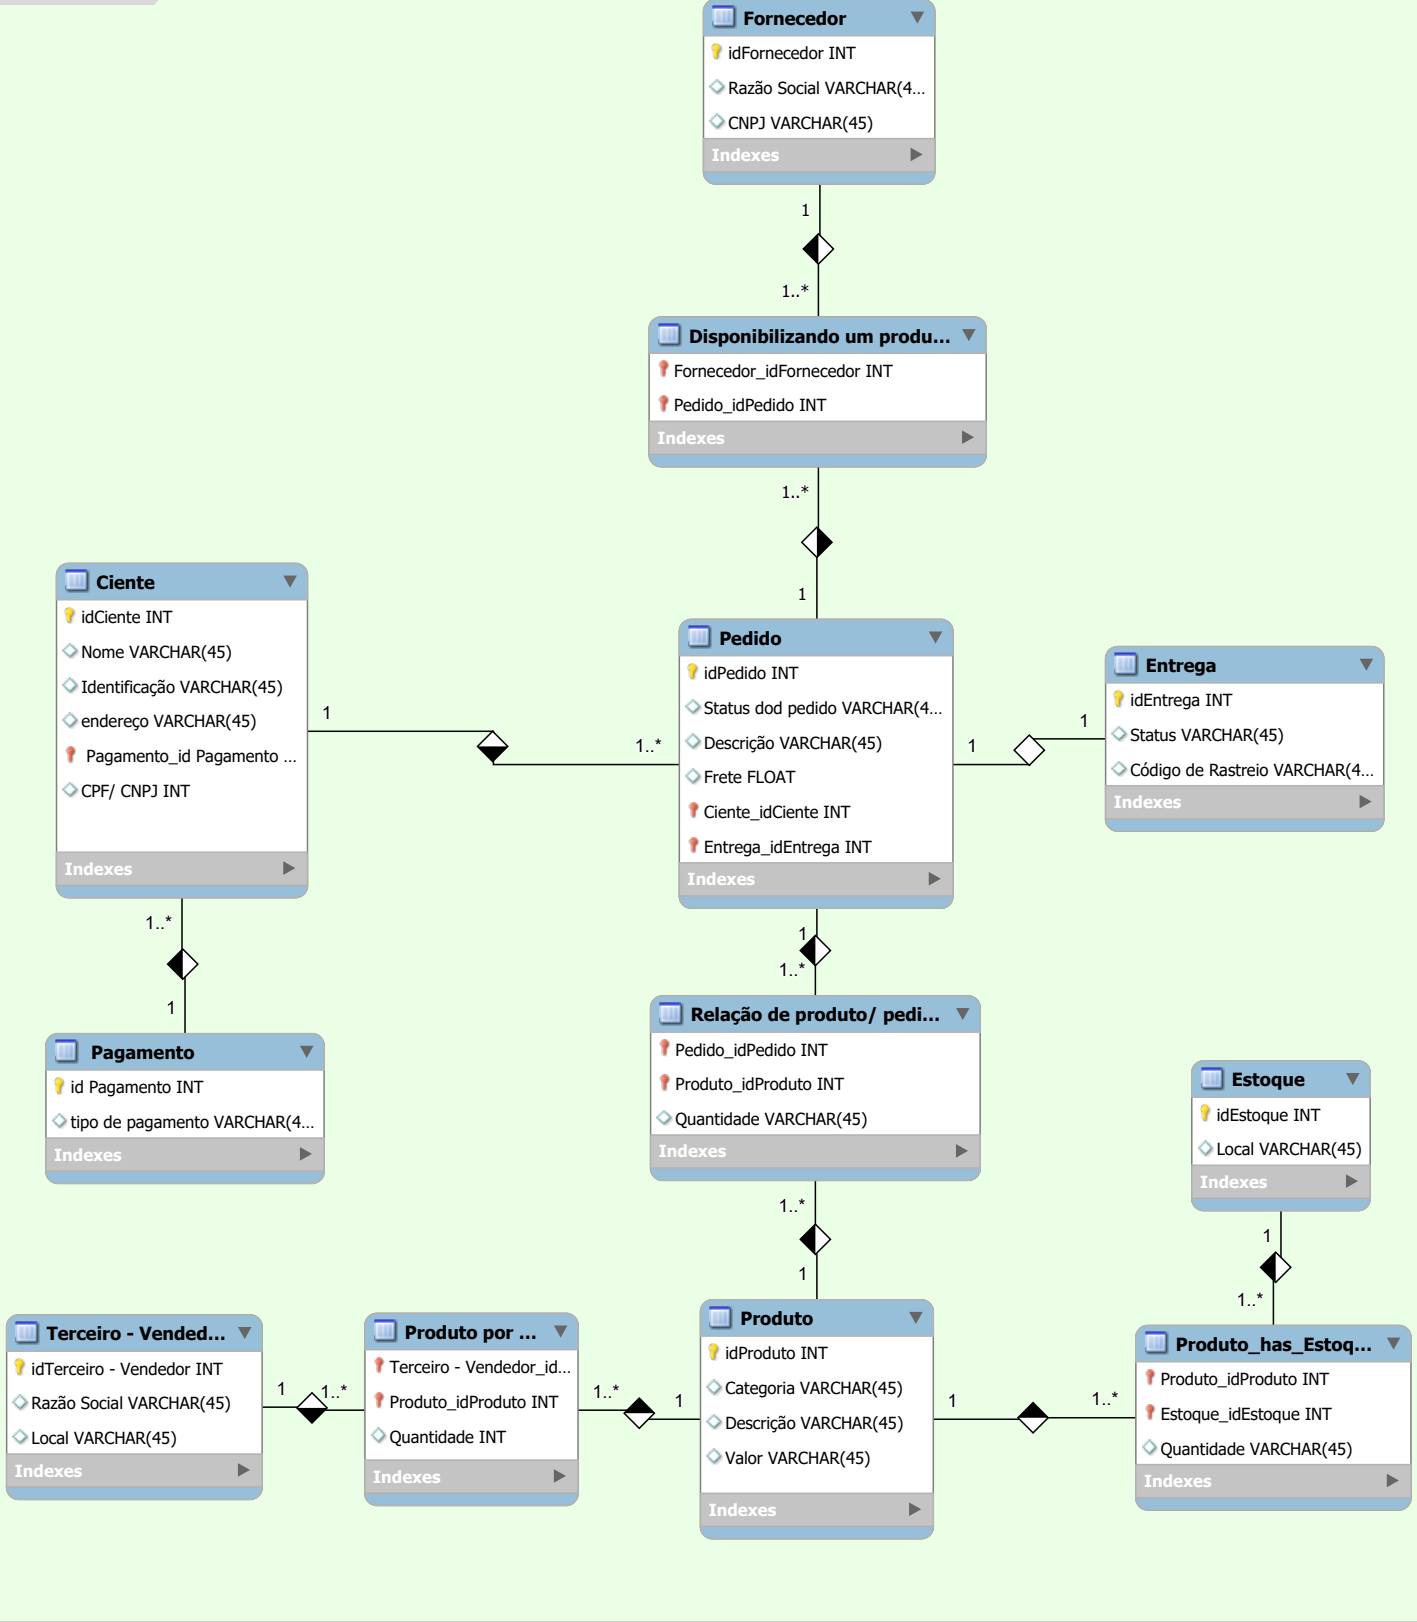 Fornecedor
idFornecedor INT
Razão Social VARCHAR(4...
CNPJ VARCHAR(45)
Indexes
1
1..*
Disponibilizando um produ...
Fornecedor_idFornecedor INT
Pedido_idPedido INT
Indexes
1..*
1
Ciente
idCiente INT
Nome VARCHAR(45)
Identificação VARCHAR(45)
endereço VARCHAR(45)
Pagamento_id Pagamento ...
CPF/ CNPJ INT
Indexes
1
1..*
Pedido
idPedido INT
Status dod pedido VARCHAR(4...
Descrição VARCHAR(45)
Frete FLOAT
Ciente_idCiente INT
Entrega_idEntrega INT
Indexes
1
1
Entrega
idEntrega INT
Status VARCHAR(45)
Código de Rastreio VARCHAR(4...
Indexes
1..*
1
Pagamento
id Pagamento INT
tipo de pagamento VARCHAR(4...
Indexes
1
1..*
Relação de produto/ pedi...
Pedido_idPedido INT
Produto_idProduto INT
Quantidade VARCHAR(45)
Indexes
1..*
1
Estoque
idEstoque INT
Local VARCHAR(45)
Indexes
1
1..*
Terceiro - Vended...
idTerceiro - Vendedor INT
Razão Social VARCHAR(45)
Local VARCHAR(45)
Indexes
1
1..*
Produto por ...
Terceiro - Vendedor_id...
Produto_idProduto INT
Quantidade INT
Indexes
1..*
1
Produto
idProduto INT
Categoria VARCHAR(45)
Descrição VARCHAR(45)
Valor VARCHAR(45)
Indexes
1
1..*
Produto_has_Estoq...
Produto_idProduto INT
Estoque_idEstoque INT
Quantidade VARCHAR(45)
Indexes